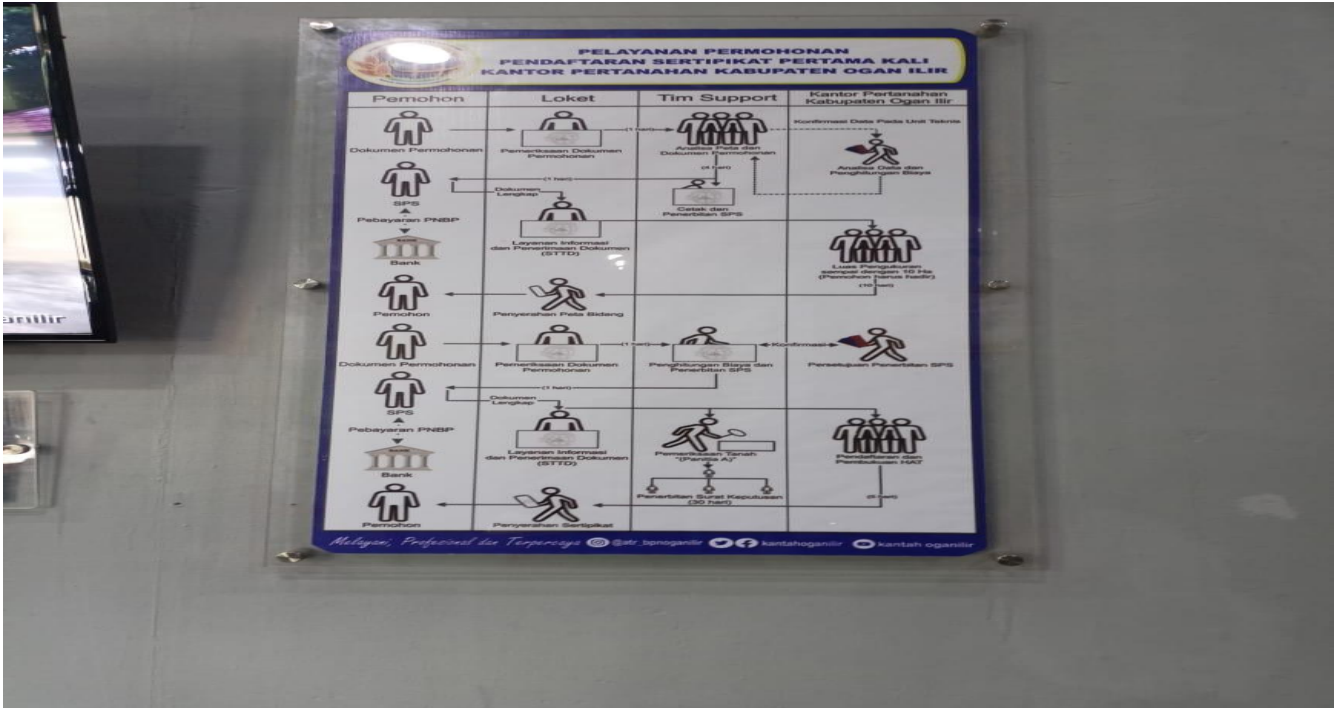 PELAYANAN PERMOHONAN
PENDAFTARAN SERTIPIKAT PERTAMA KALI
KANTOR PERTANAHAN KABUPATEN OGAN ILIR
Pemohon
Loket
Tim Support
Kantor Pertanahan
Kabupaten Ogan Ilir
Dokumen Permohonan
Pemeriksaan Dokumen
Permohonan
(1 hari)
Analisa Peta dan
Dokumen Permohonan
Konfirmasi Data Pada Unit Teknis
Analisa Data dan
Penghitungan Biaya
(4 hari)
(1 hari)
SPS
Dokumen
Lengkap
Cetak dan
Penerbitan SPS
Pebayaran PNBP
BANK
Bank
Layanan Informasi
dan Penerimaan Dokumen
(STTD)
Luas Pengukuran
sampai dengan 10 Ha
(Pemohon harus hadir)
(10 hari)
Pemohon
Penyerahan Peta Bidang
Dokumen Permohonan
Pemeriksaan Dokumen
Permohonan
(1 hari)
Penghitungan Biaya dan
Penerbitan SPS
Konfirmasi
Persetujuan Penerbitan SPS
(1 hari)
SPS
Dokumen
Lengkap
Pebayaran PNBP
BANK
Bank
Layanan Informasi
dan Penerimaan Dokumen
(STTD)
Pemeriksaan Tanah
"(Panitia A)"
Penerbitan Surat Keputusan
(30 hari)
Pendaftaran dan
Pembukuan HAT
Pemohon
Penyerahan Sertipikat
Melayani, Profesional dan Terpercaya
@atr_bpnoganilir
kantahoganilir
kantah oganilir